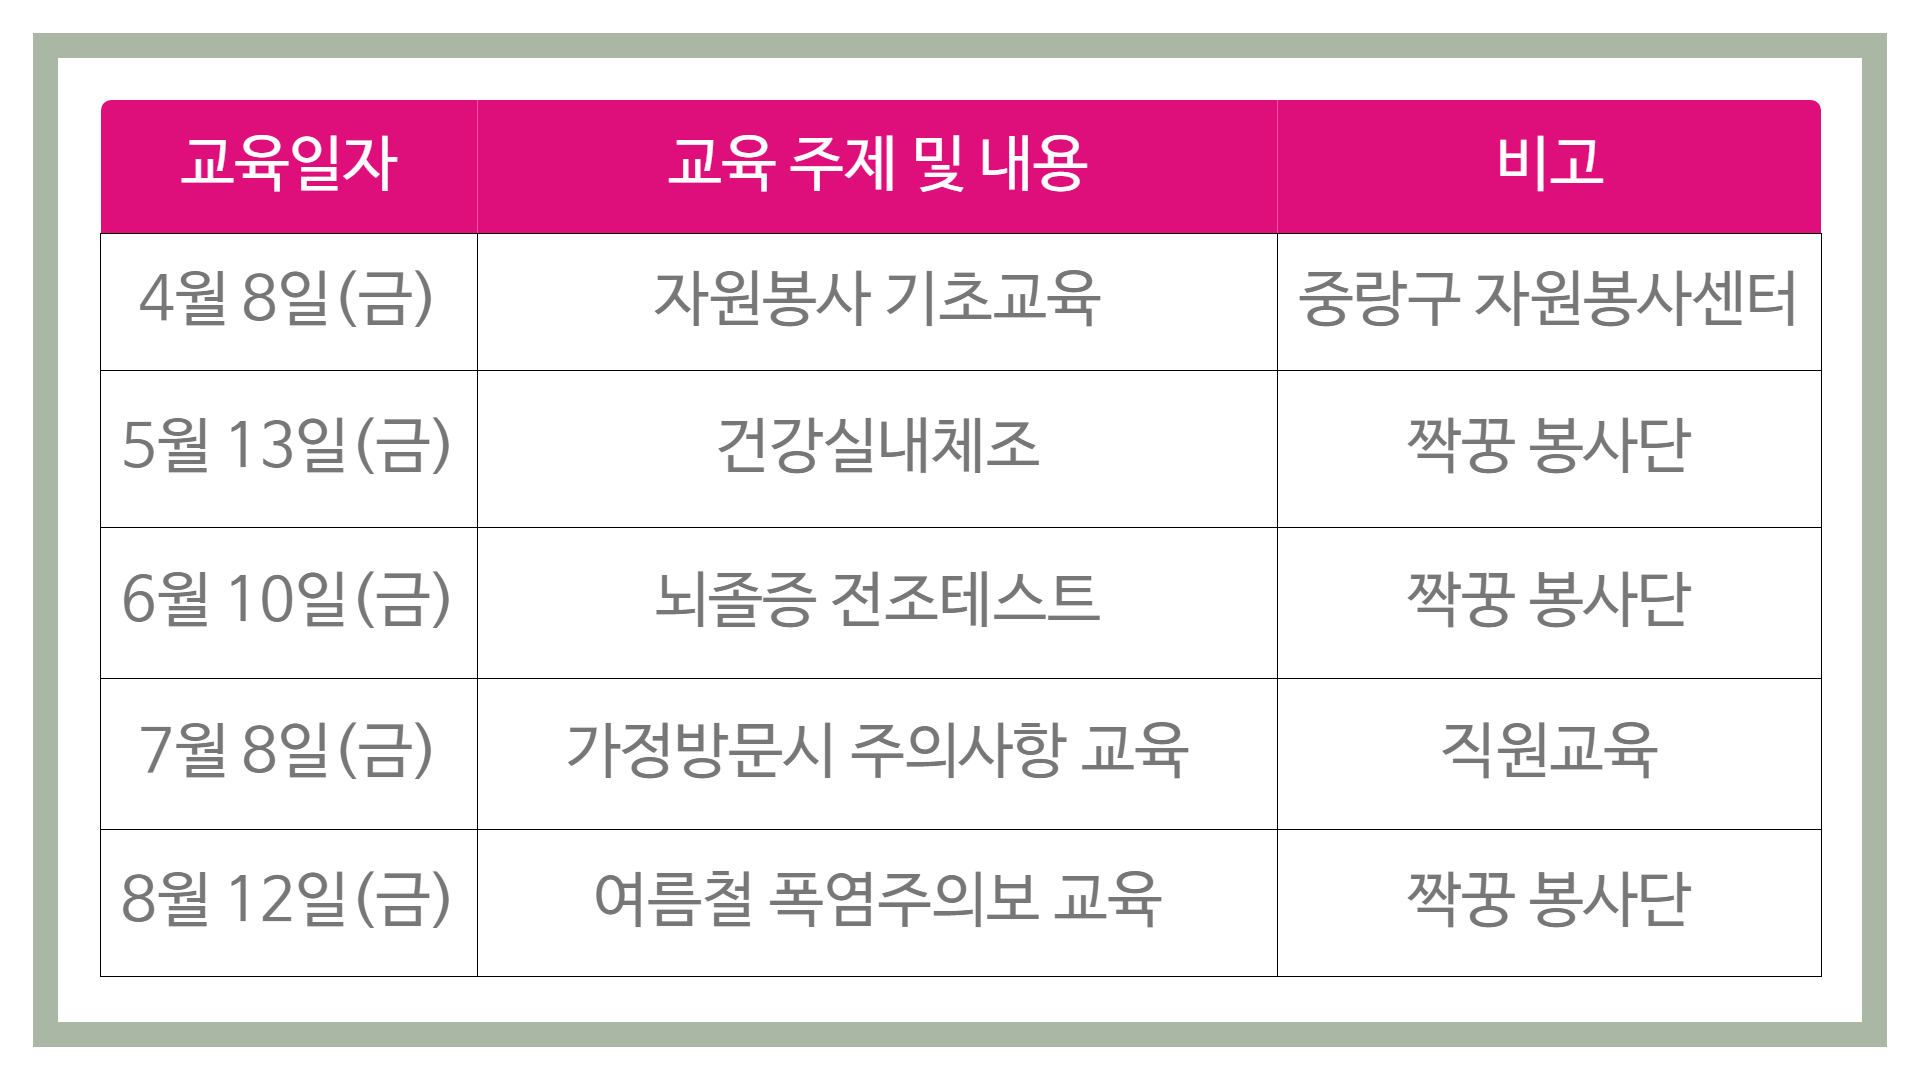 교육일자 교육 주제 및 내용 비고
4월 8일(금) 자원봉사 기초교육 중랑구 자원봉사센터
5월 13일(금) 건강실내체조 짝꿍 봉사단
6월 10일(금) 뇌졸증 전조테스트 짝꿍 봉사단
7월 8일(금) 가정방문시 주의사항 교육 직원교육
8월 12일(금) 여름철 폭염주의보 교육 짝꿍 봉사단